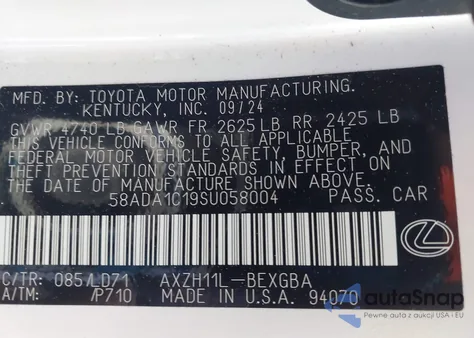 MFD. BY: TOYOTA MOTOR MANUFACTURING.
KENTUCKY, INC. 09/24
GVWR 4740 LB GAWR FR 2625 LB RR 2425 LB
THIS VEHICLE CONFORMS TO ALL APPLICABLE
FEDERAL MOTOR VEHICLE SAFETY, BUMPER, AND
THEFT PREVENTION STANDARDS IN EFFECT ON
THE DATE OF MANUFACTURE SHOWN ABOVE.
58ADA1C19SU058004 PASS. CAR
C/TR: 085/LD71 AXZH11L-BEXGBA
A/TM: /P710 MADE IN U.S.A. 94070
autoSnap
Pełny dostęp do aukcji USA i EU